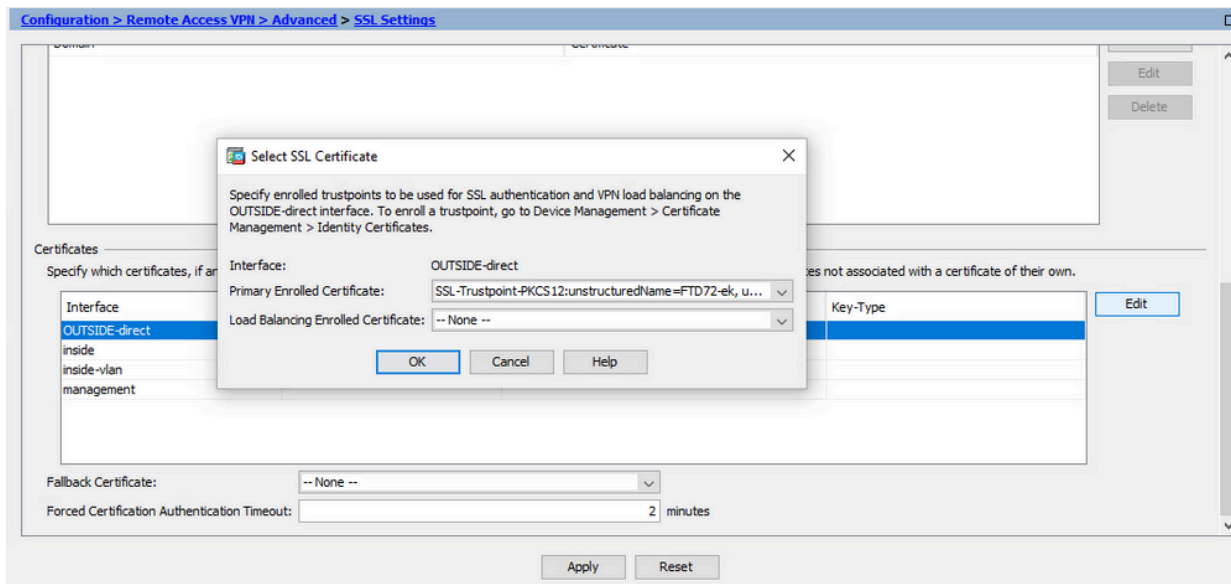 Configuration > Remote Access VPN > Advanced > SSL Settings
Edit
Delete
Select SSL Certificate
Specify enrolled trustpoints to be used for SSL authentication and VPN load balancing on the
OUTSIDE-direct interface. To enroll a trustpoint, go to Device Management > Certificate
Management > Identity Certificates.
Interface: OUTSIDE-direct
Primary Enrolled Certificate: SSL-Trustpoint-PKCS12:unstructuredName=FTD72-ek, u...
Load Balancing Enrolled Certificate: -- None --
OK Cancel Help
Certificates
Specify which certificates, if not associated with a certificate of their own.
Interface Key-Type Edit
OUTSIDE-direct
inside
inside-vlan
management
Fallback Certificate: -- None --
Forced Certification Authentication Timeout: 2 minutes
Apply Reset